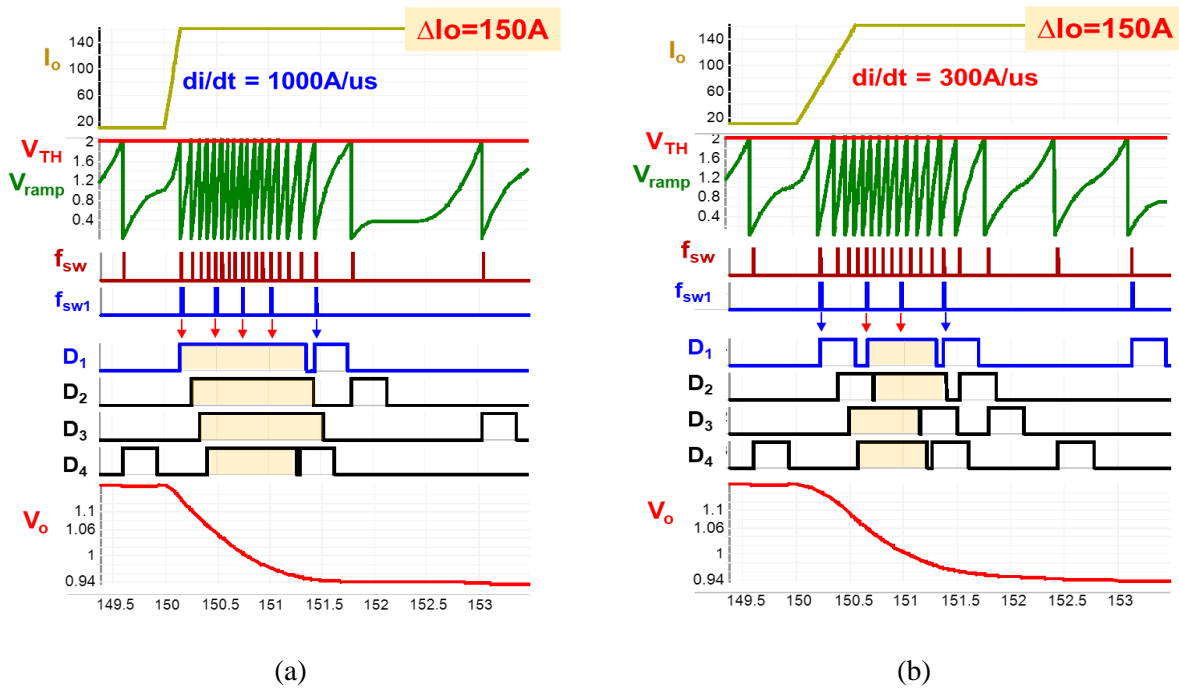 ΔIo=150A
Io
140
100
60
20
di/dt = 1000A/us
VTH
Vramp
2
1.6
1.2
0.8
0.4
fsw
fsw1
D1
D2
D3
D4
Vo
1.1
1.06
1
0.94
149.5 150 150.5 151 151.5 152 152.5 153
(a)
ΔIo=150A
Io
140
100
60
20
di/dt = 300A/us
VTH
Vramp
2
1.6
1.2
0.8
0.4
fsw
fsw1
D1
D2
D3
D4
Vo
1.1
1.06
1
0.94
149.5 150 150.5 151 151.5 152 152.5 153
(b)